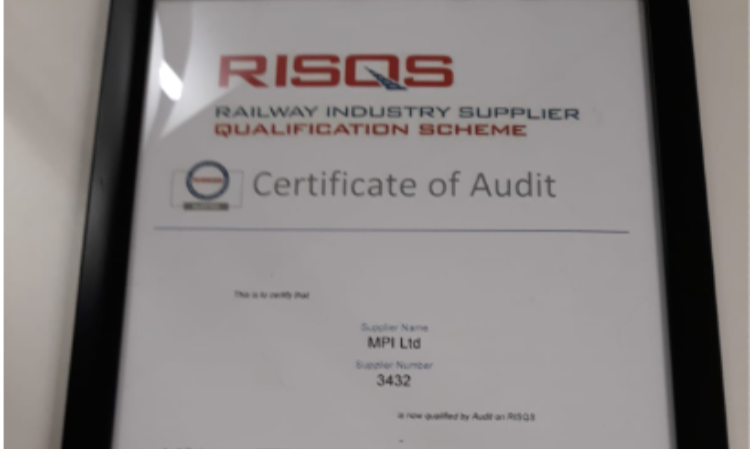 RISQS
RAILWAY INDUSTRY SUPPLIER
QUALIFICATION SCHEME
Certificate of Audit
This is to certify that
Supplier Name
MPI Ltd
Supplier Number
3432
is now qualified by Audit on RISQS